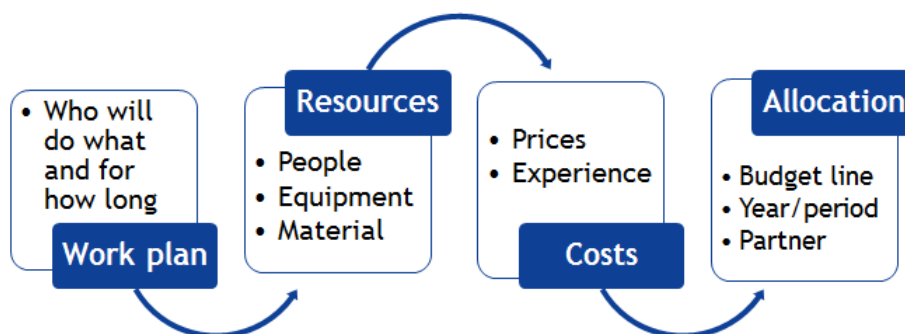 • Who will
do what
and for
how long
Work plan
Resources
• People
• Equipment
• Material
• Prices
• Experience
Costs
Allocation
• Budget line
• Year/period
• Partner